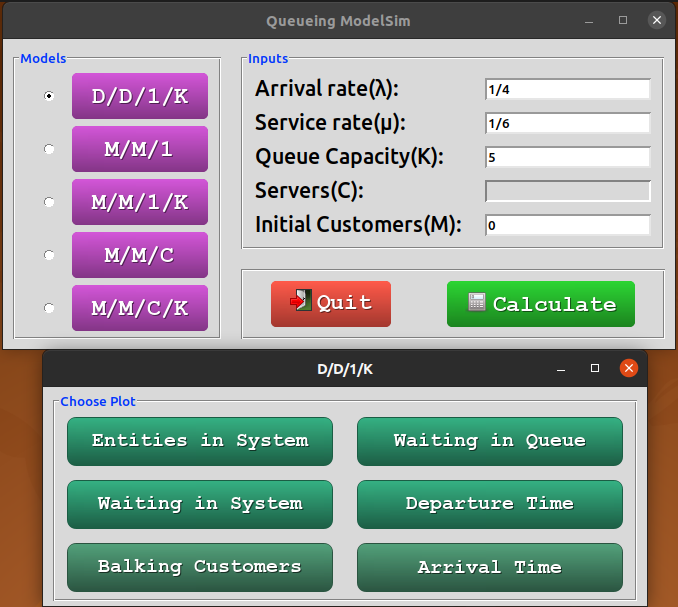 Queueing ModelSim
Models
D/D/1/K
M/M/1
M/M/1/K
M/M/C
M/M/C/K
Inputs
Arrival rate(λ): 1/4
Service rate(μ): 1/6
Queue Capacity(K): 5
Servers(C):
Initial Customers(M): 0
Quit Calculate
D/D/1/K
Choose Plot
Entities in System Waiting in Queue
Waiting in System Departure Time
Balking Customers Arrival Time